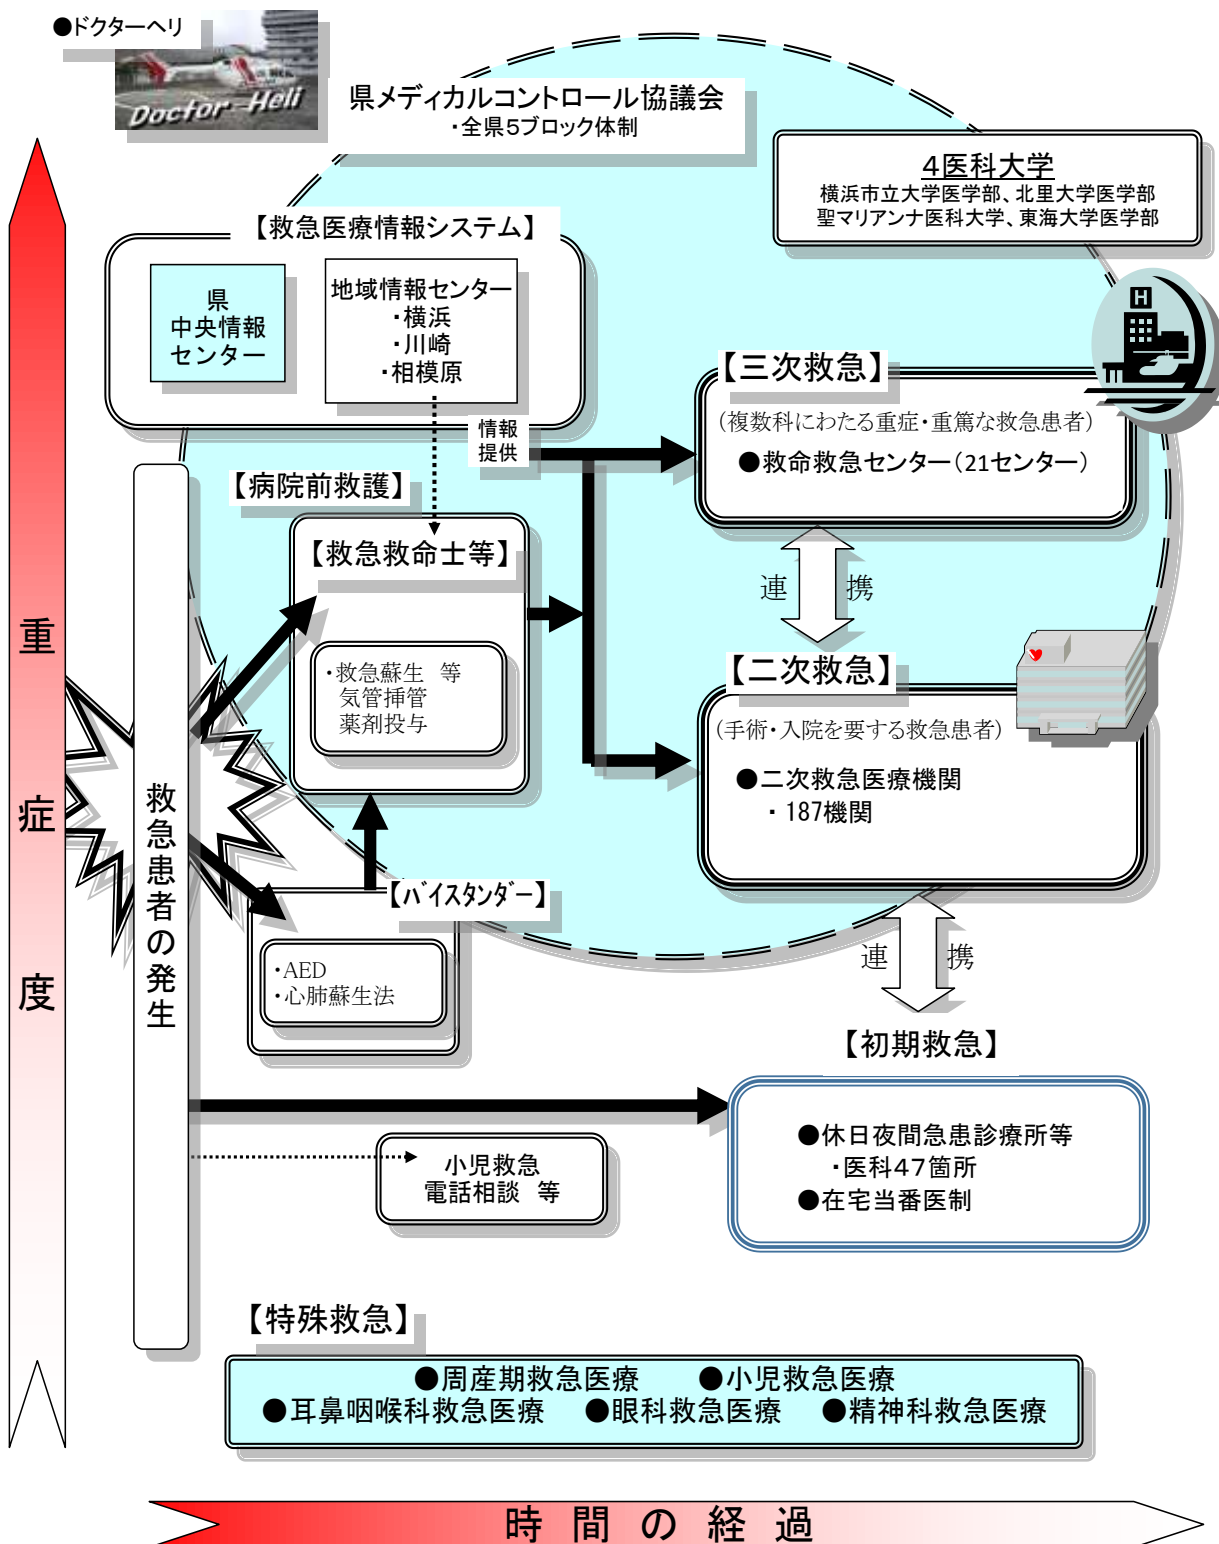 ●ドクターヘリ
Doctor-Heli
県メディカルコントロール協議会
・全県５ブロック体制
４医科大学
横浜市立大学医学部、北里大学医学部
聖マリアンナ医科大学、東海大学医学部
【救急医療情報システム】
県
中央情報
センター
地域情報センター
・横浜
・川崎
・相模原
情報
提供
【三次救急】
(複数科にわたる重症・重篤な救急患者)
●救命救急センター(21センター)
【病院前救護】
【救急救命士等】
・救急蘇生　等
気管挿管
薬剤投与
連　携
【二次救急】
(手術・入院を要する救急患者)
●二次救急医療機関
・187機関
重症度
救急患者の発生
【バイスタンダー】
・AED
・心肺蘇生法
連　携
【初期救急】
●休日夜間急患診療所等
・医科４７箇所
●在宅当番医制
小児救急
電話相談　等
【特殊救急】
●周産期救急医療　●小児救急医療
●耳鼻咽喉科救急医療　●眼科救急医療　●精神科救急医療
時間の経過
H